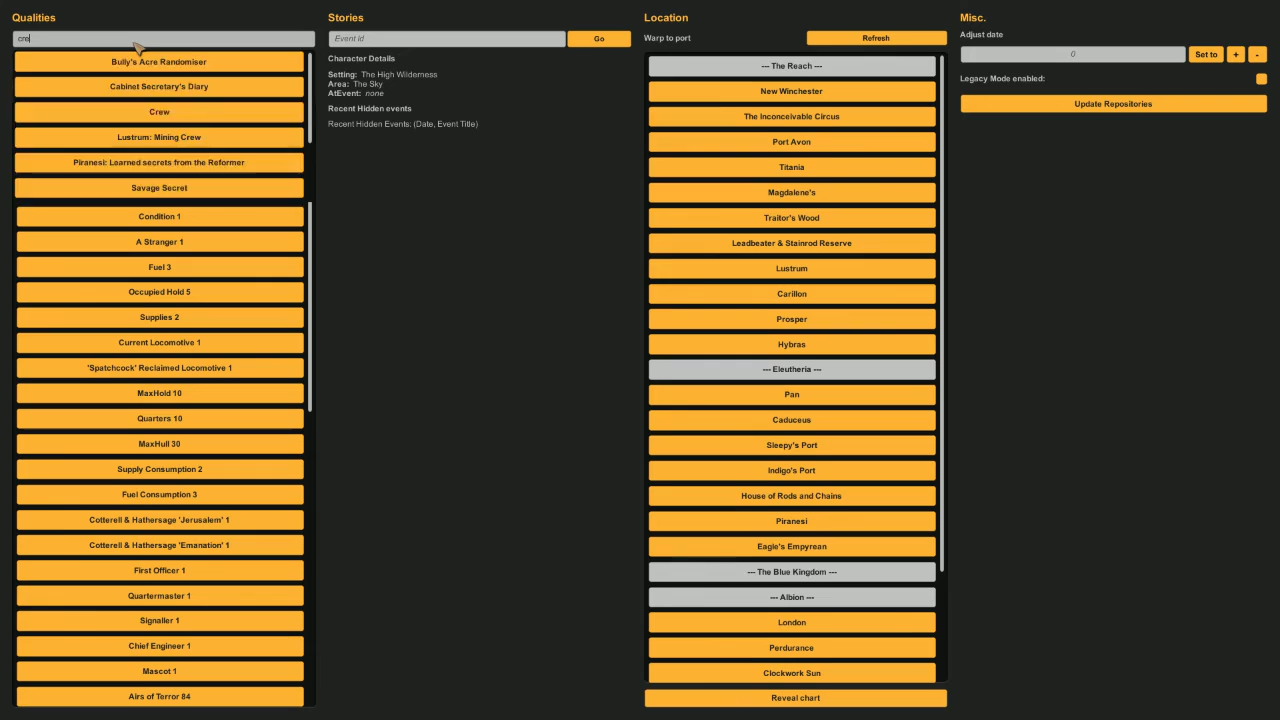 Qualities
cre
Bully's Acre Randomiser
Cabinet Secretary's Diary
Crew
Lustrum: Mining Crew
Piranesi: Learned secrets from the Reformer
Savage Secret
Condition 1
A Stranger 1
Fuel 3
Occupied Hold 5
Supplies 2
Current Locomotive 1
'Spatchcock' Reclaimed Locomotive 1
MaxHold 10
Quarters 10
MaxHull 30
Supply Consumption 2
Fuel Consumption 3
Cotterell & Hathersage 'Jerusalem' 1
Cotterell & Hathersage 'Emanation' 1
First Officer 1
Quartermaster 1
Signaller 1
Chief Engineer 1
Mascot 1
Airs of Terror 84
Stories
Event id
Go
Character Details
Setting: The High Wilderness
Area: The Sky
AtEvent: none
Recent Hidden events
Recent Hidden Events: (Date, Event Title)
Location
Warp to port
Refresh
--- The Reach ---
New Winchester
The Inconceivable Circus
Port Avon
Titania
Magdalene's
Traitor's Wood
Leadbeater & Stainrod Reserve
Lustrum
Carillon
Prosper
Hybras
--- Eleutheria ---
Pan
Caduceus
Sleepy's Port
Indigo's Port
House of Rods and Chains
Piranesi
Eagle's Empyrean
--- The Blue Kingdom ---
--- Albion ---
London
Perdurance
Clockwork Sun
Reveal chart
Misc.
Adjust date
0
Set to
+
-
Legacy Mode enabled:
Update Repositories